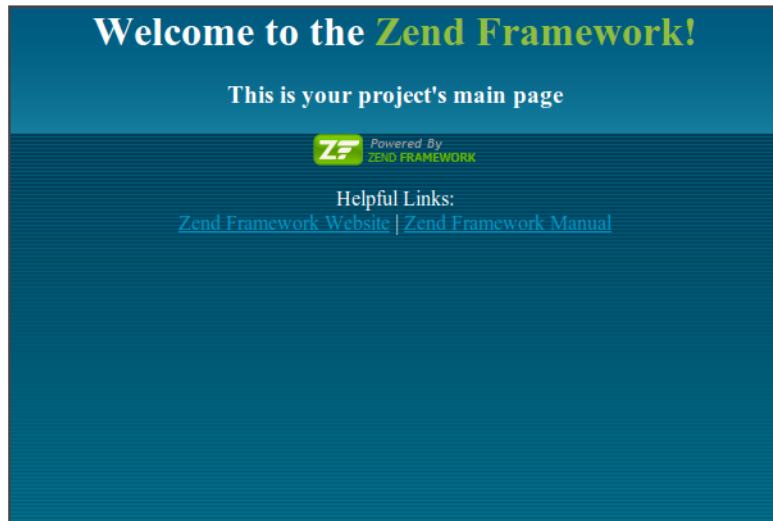 Welcome to the Zend Framework!
This is your project's main page
ZF Powered By
ZEND FRAMEWORK
Helpful Links:
Zend Framework Website | Zend Framework Manual